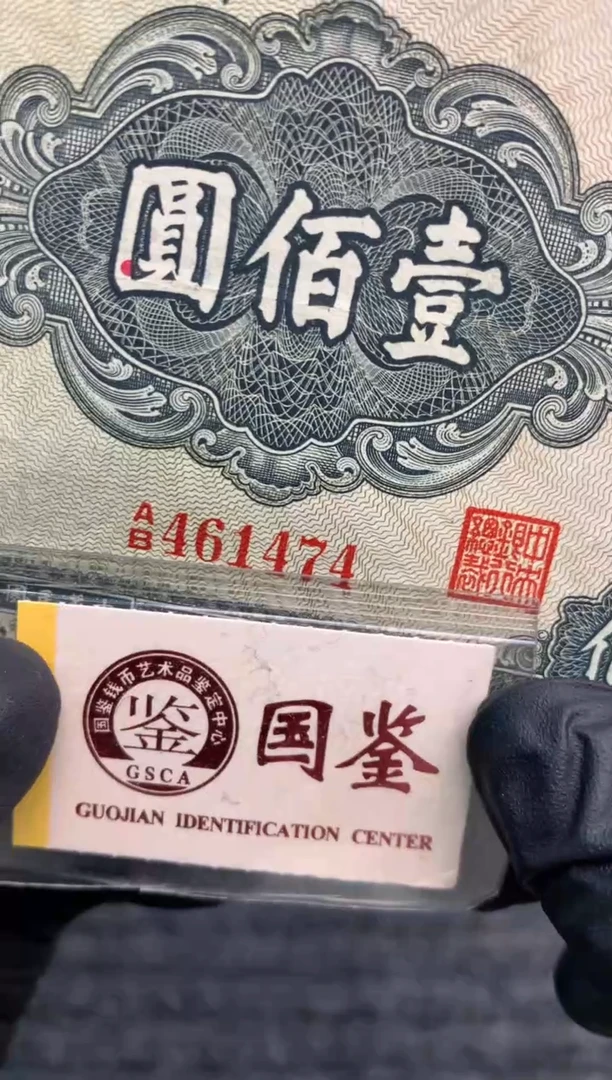 壹佰圓
A/B 461474
国鉴钱币艺术品鉴定中心
鉴
GSCA
国鉴
GUOJIAN IDENTIFICATION CENTER